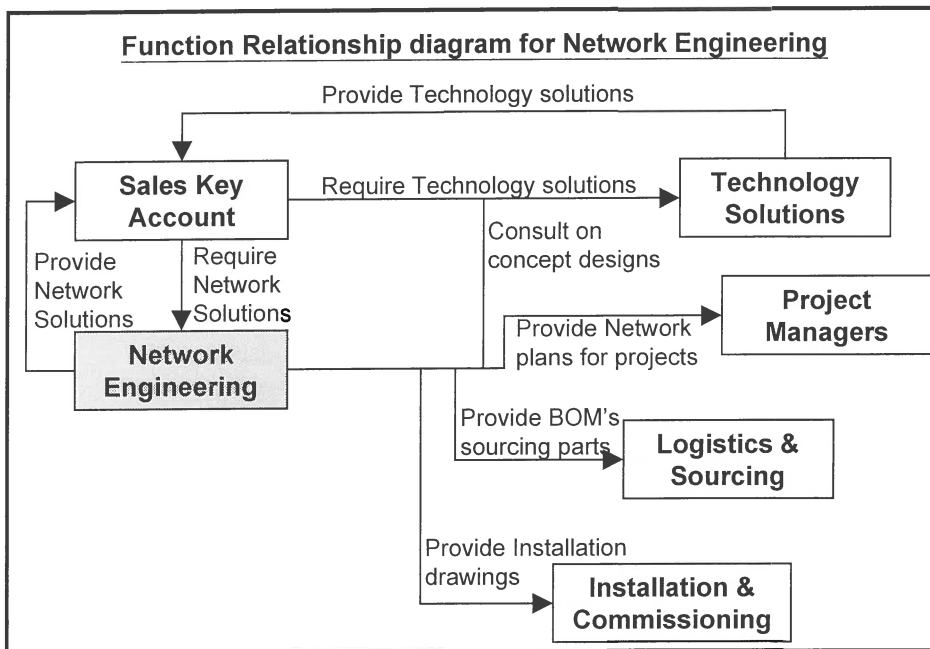 Function Relationship diagram for Network Engineering
Provide Technology solutions
Sales Key
Account
Require Technology solutions
Technology
Solutions
Consult on
concept designs
Provide
Network
Solutions
Require
Network
Solutions
Project
Managers
Provide Network
plans for projects
Network
Engineering
Provide BOM's
sourcing parts
Logistics &
Sourcing
Provide Installation
drawings
Installation &
Commissioning